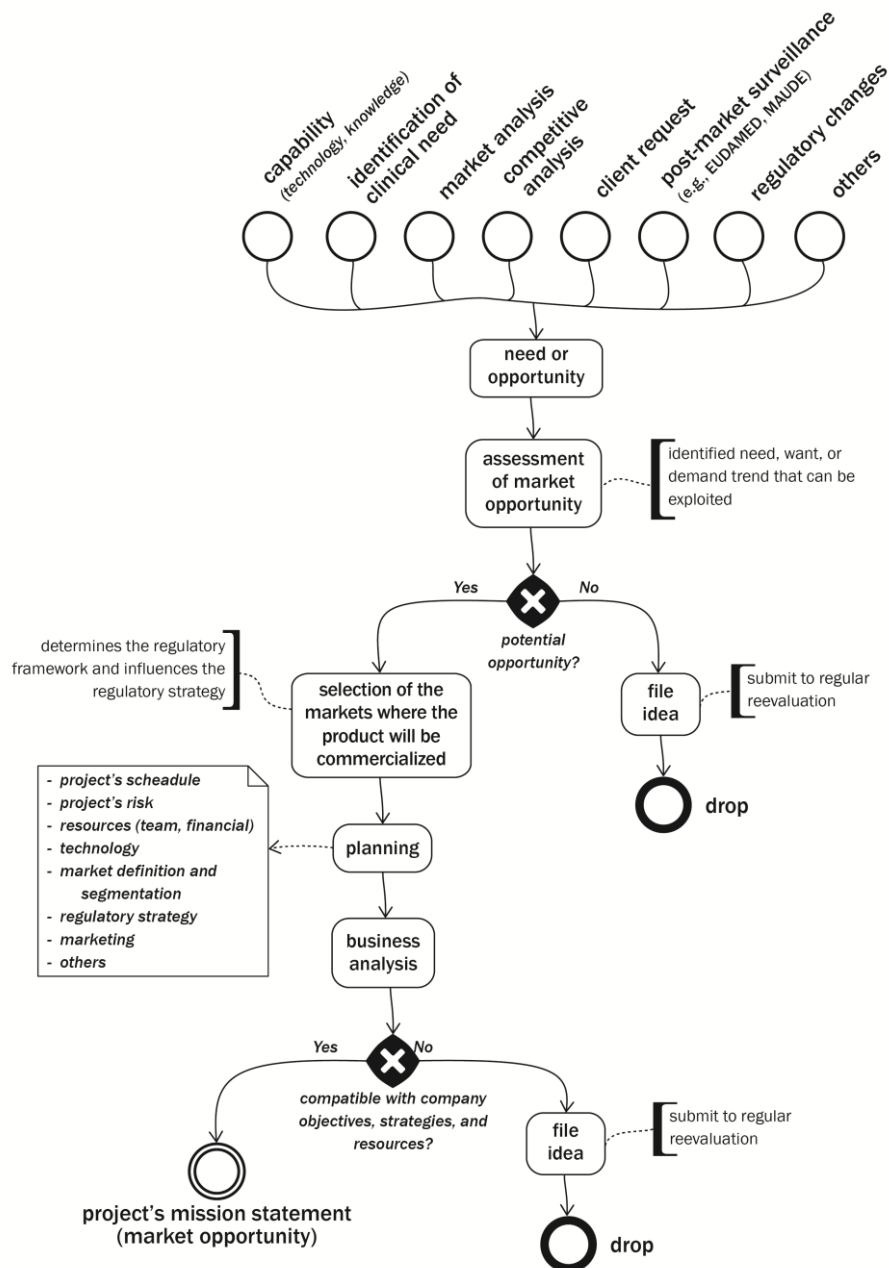 capability
(technology, knowledge)
identification of
clinical need
market analysis
competitive
analysis
client request
post-market surveillance
(e.g., EUDAMED, MAUDE)
regulatory changes
others
need or
opportunity
assessment
of market
opportunity
identified need, want, or
demand trend that can be
exploited
Yes
No
potential
opportunity?
determines the regulatory
framework and influences the
regulatory strategy
selection of the
markets where the
product will be
commercialized
file
idea
submit to regular
reevaluation
drop
- project's scheadule
- project's risk
- resources (team, financial)
- technology
- market definition and
segmentation
- regulatory strategy
- marketing
- others
planning
business
analysis
Yes
No
compatible with company
objectives, strategies, and
resources?
file
idea
submit to regular
reevaluation
project's mission statement
(market opportunity)
drop